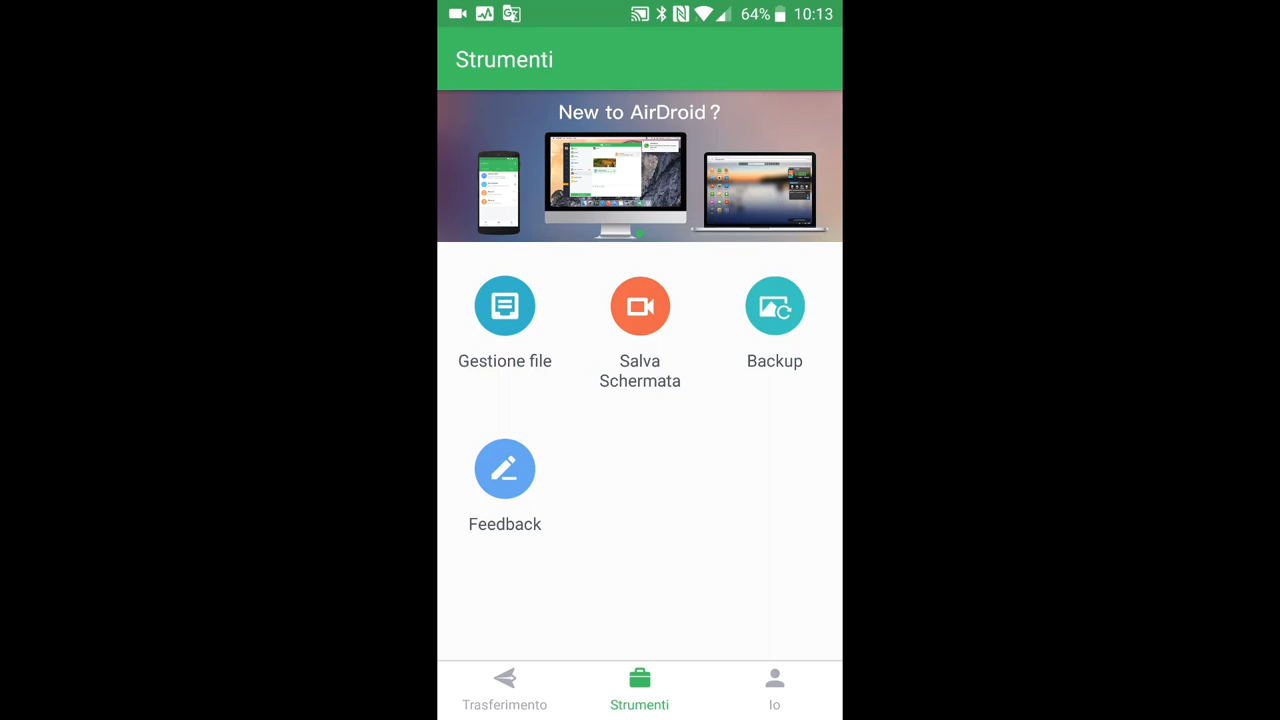 64% 10:13
Strumenti
New to AirDroid?
Gestione file
Salva
Schermata
Backup
Feedback
Trasferimento
Strumenti
Io